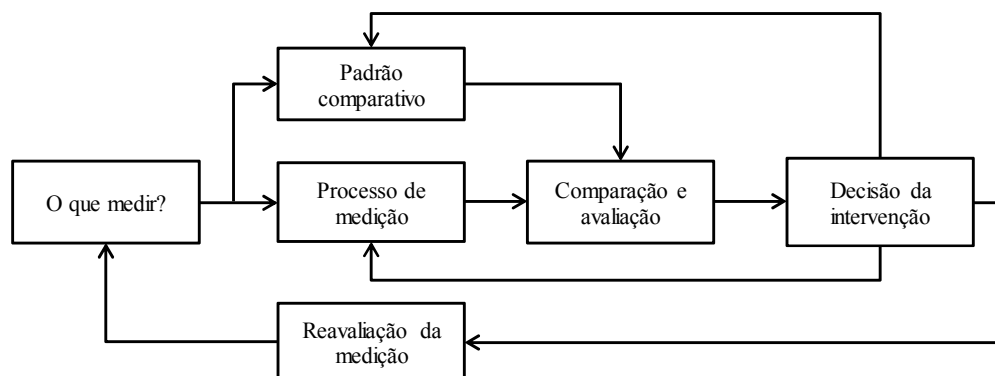 Padrão
comparativo
O que medir?
Processo de
medição
Comparação e
avaliação
Decisão da
intervenção
Reavaliação da
medição